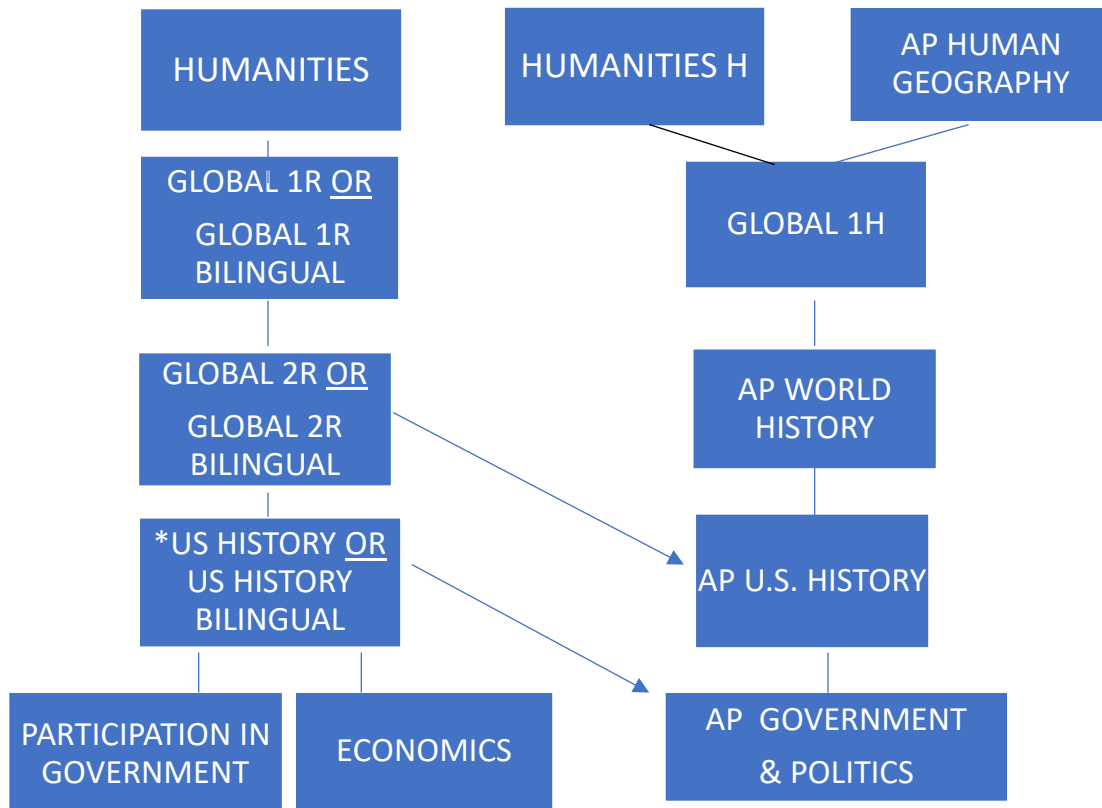 HUMANITIES
HUMANITIES H
AP HUMAN
GEOGRAPHY
GLOBAL 1R OR
GLOBAL 1R
BILINGUAL
GLOBAL 1H
GLOBAL 2R OR
GLOBAL 2R
BILINGUAL
AP WORLD
HISTORY
*US HISTORY OR
US HISTORY
BILINGUAL
AP U.S. HISTORY
PARTICIPATION IN
GOVERNMENT
ECONOMICS
AP GOVERNMENT
& POLITICS